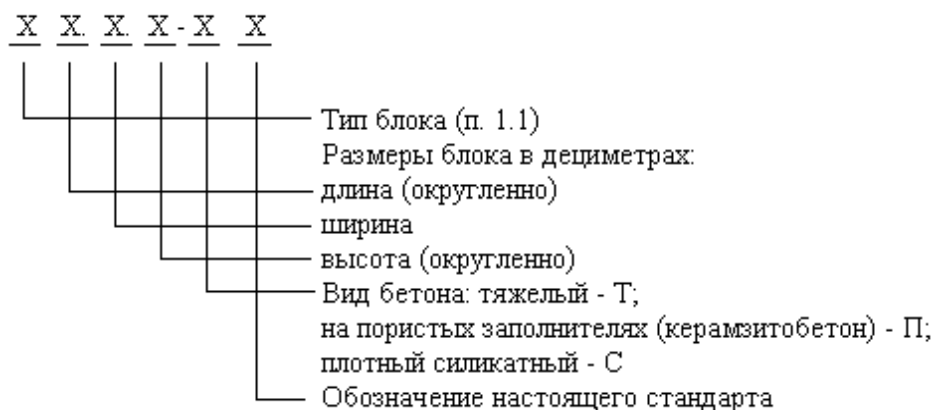 X X. X. X - X X
Тип блока (п. 1.1)
Размеры блока в дециметрах:
длина (округленно)
ширина
высота (округленно)
Вид бетона: тяжелый - Т;
на пористых заполнителях (керамзитобетон) - П;
плотный силикатный - С
Обозначение настоящего стандарта